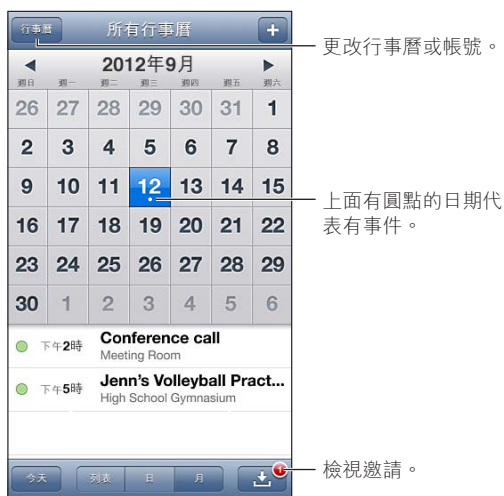 行事曆 所有行事曆 +
更改行事曆或帳號。
2012年9月
週日 週一 週二 週三 週四 週五 週六
26 27 28 29 30 31 1
2 3 4 5 6 7 8
9 10 11 12 13 14 15
上面有圓點的日期代
表有事件。
16 17 18 19 20 21 22
23 24 25 26 27 28 29
30 1 2 3 4 5 6
下午2時 Conference call
Meeting Room
下午5時 Jenn's Volleyball Pract...
High School Gymnasium
今天 列表 日 月 1
檢視邀請。